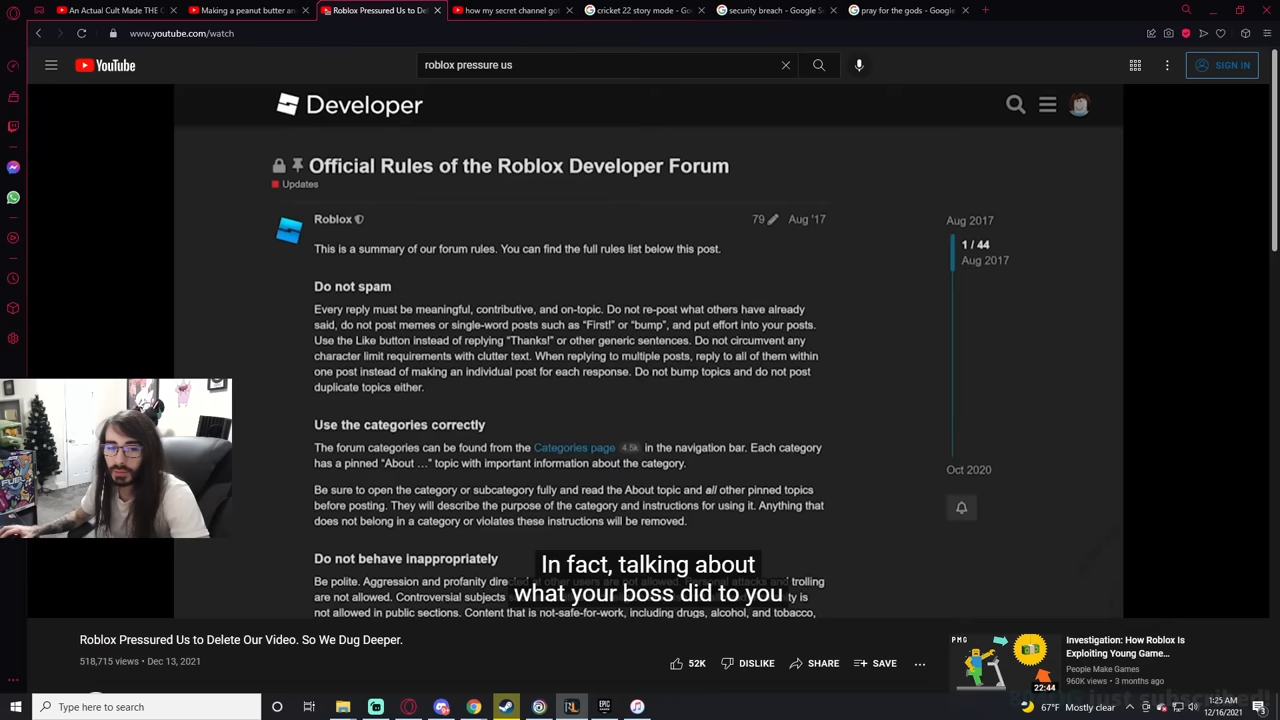 An Actual Cult Made THE C
Making a peanut butter an
Roblox Pressured Us to Del
how my secret channel got
cricket 22 story mode - Go
security breach - Google S
pray for the gods - Google
www.youtube.com/watch
YouTube
roblox pressure us
SIGN IN
Developer
Official Rules of the Roblox Developer Forum
Updates
Roblox
79
Aug '17
Aug 2017
1 / 44
Aug 2017
This is a summary of our forum rules. You can find the full rules list below this post.
Do not spam
Every reply must be meaningful, contributive, and on-topic. Do not re-post what others have already
said, do not post memes or single-word posts such as “First!” or “bump”, and put effort into your posts.
Use the Like button instead of replying “Thanks!” or other generic sentences. Do not circumvent any
character limit requirements with clutter text. When replying to multiple posts, reply to all of them within
one post instead of making an individual post for each response. Do not bump topics and do not post
duplicate topics either.
Use the categories correctly
The forum categories can be found from the Categories page 4.5k in the navigation bar. Each category
has a pinned “About ...” topic with important information about the category.
Oct 2020
Be sure to open the category or subcategory fully and read the About topic and all other pinned topics
before posting. They will describe the purpose of the category and instructions for using it. Anything that
does not belong in a category or violates these instructions will be removed.
Do not behave inappropriately
In fact, talking about
what your boss did to you
Be polite. Aggression and profanity directed at other users are not allowed. Personal attacks and trolling
are not allowed. Controversial subjects
is not allowed in public sections. Content that is not-safe-for-work, including drugs, alcohol, and tobacco,
Roblox Pressured Us to Delete Our Video. So We Dug Deeper.
518,715 views • Dec 13, 2021
52K
DISLIKE
SHARE
SAVE
PMG
22:44
Investigation: How Roblox Is
Exploiting Young Game...
People Make Games
960K views • 3 months ago
just subscribed!
Type here to search
67°F Mostly clear
1:25 AM
12/16/2021